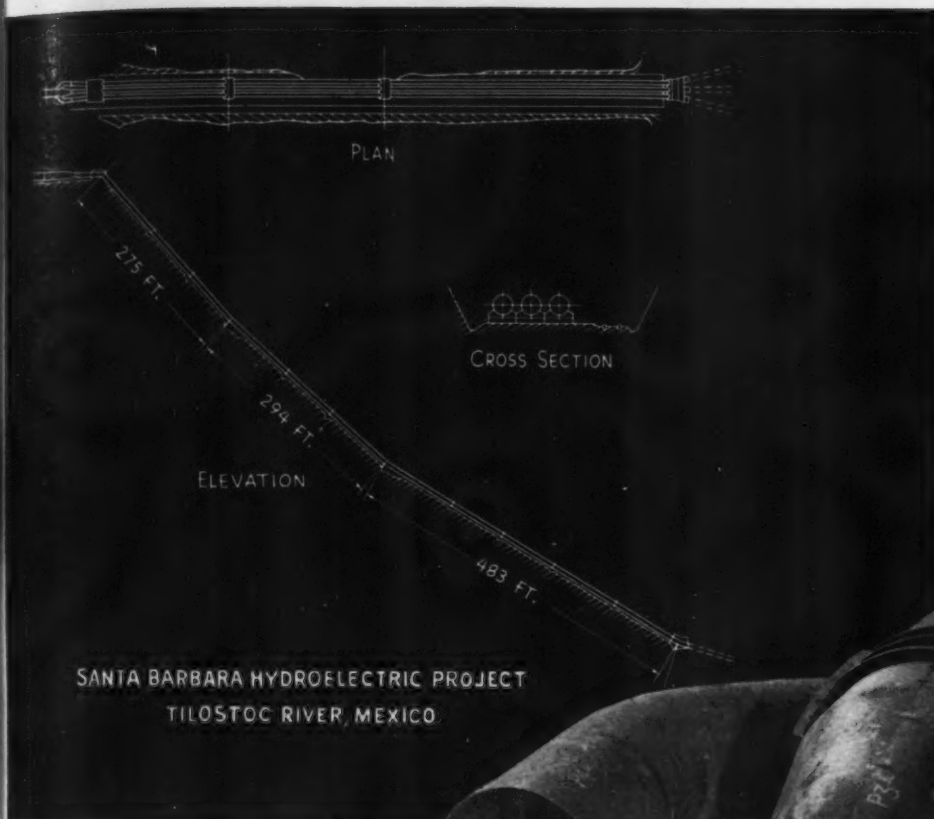 PLAN
275 FT.
CROSS SECTION
294 FT.
ELEVATION
483 FT.
SANTA BARBARA HYDROELECTRIC PROJECT
TILOSTOC RIVER, MEXICO